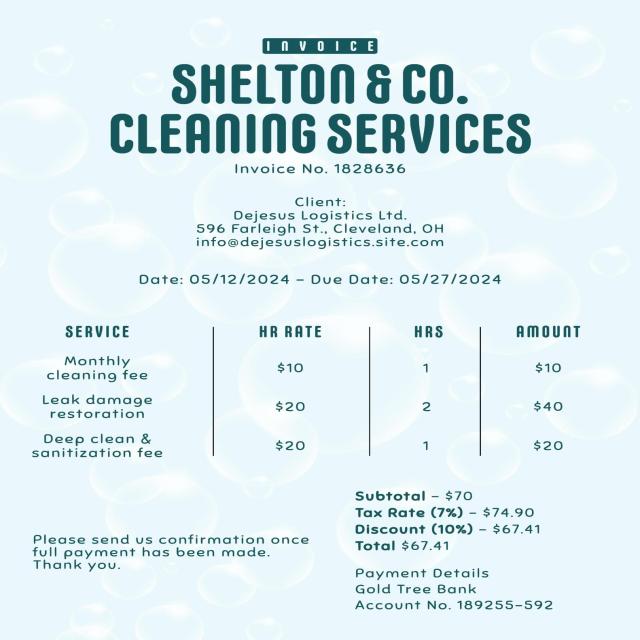 INVOICE
SHELTON & CO.
CLEANING SERVICES
Invoice No. 1828636
Client:
Dejesus Logistics Ltd.
596 Farleigh St., Cleveland, OH
info@dejesuslogistics.site.com
Date: 05/12/2024 – Due Date: 05/27/2024
SERVICE HR RATE HRS AMOUNT
Monthly
cleaning fee $10 1 $10
Leak damage
restoration $20 2 $40
Deep clean &
sanitization fee $20 1 $20
Subtotal – $70
Tax Rate (7%) – $74.90
Discount (10%) – $67.41
Total $67.41
Please send us confirmation once
full payment has been made.
Thank you.
Payment Details
Gold Tree Bank
Account No. 189255-592